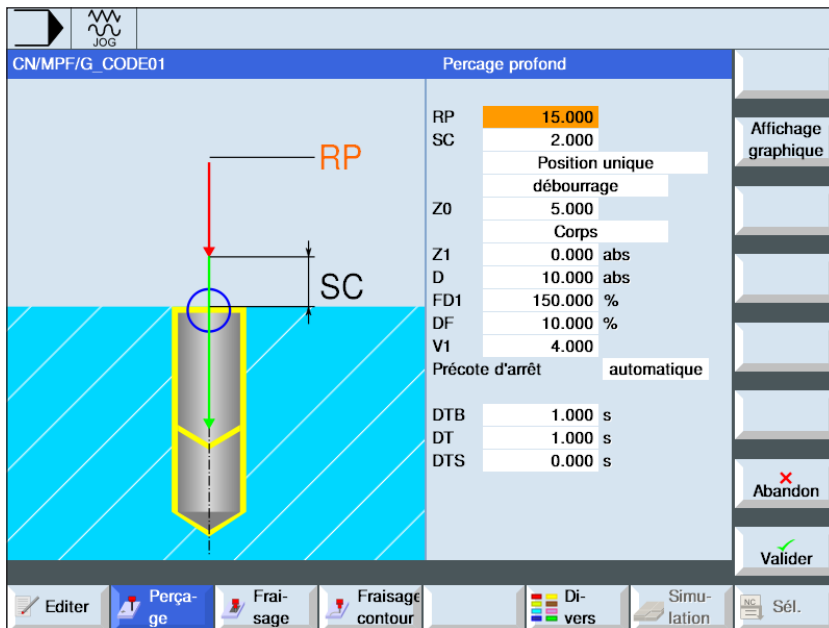 JOG
CN/MPF/G_CODE01
Percage profond
RP
SC
RP 15.000
SC 2.000
Position unique
débourrage
Z0 5.000
Corps
Z1 0.000 abs
D 10.000 abs
FD1 150.000 %
DF 10.000 %
V1 4.000
Précote d'arrêt automatique
DTB 1.000 s
DT 1.000 s
DTS 0.000 s
Affichage
graphique
Abandon
Valider
Editer
Perça-
ge
Frai-
sage
Fraisage
contour
Di-
vers
Simu-
lation
NC
Sél.